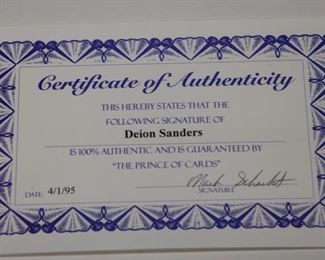 Certificate of Authenticity
THIS HEREBY STATES THAT THE
FOLLOWING SIGNATURE OF
Deion Sanders
IS 100% AUTHENTIC AND IS GUARANTEED BY
"THE PRINCE OF CARDS"
DATE: 4/1/95
Mark
SIGNATURE